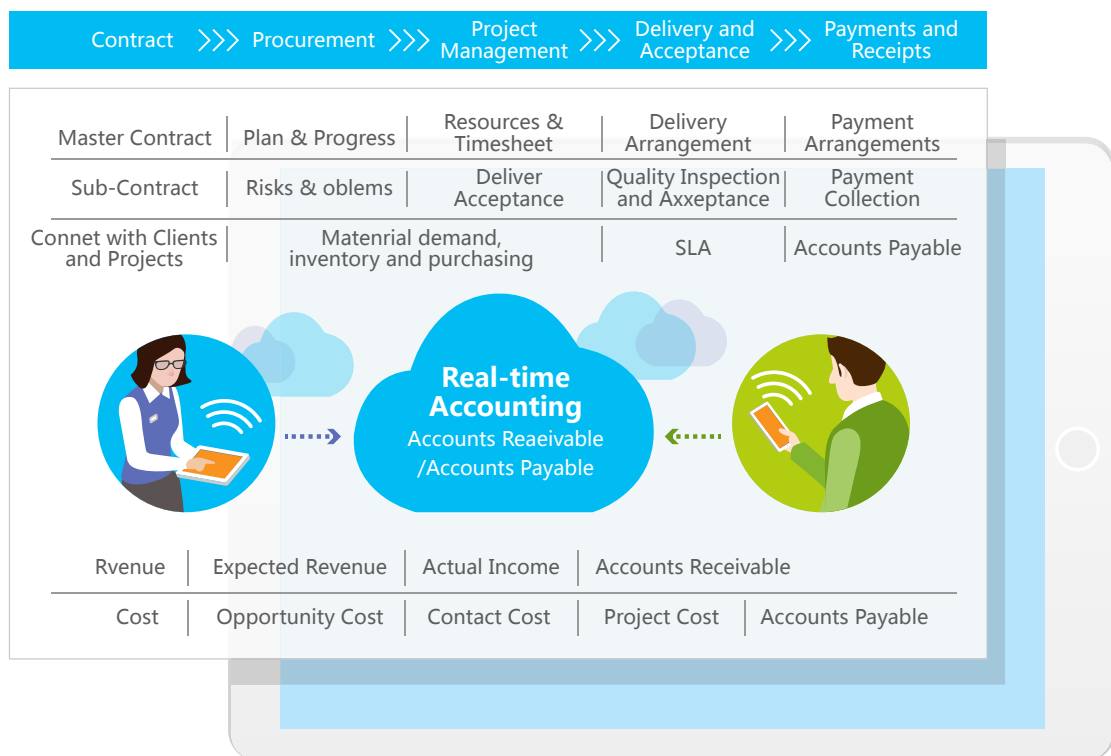 Contract >>> Procurement >>> Project Management >>> Delivery and Acceptance >>> Payments and Receipts
Master Contract
Plan & Progress
Resources &
Timesheet
Delivery
Arrangement
Payment
Arrangements
Sub-Contract
Risks & oblems
Deliver
Acceptance
Quality Inspection
and Axxeptance
Payment
Collection
Connet with Clients
and Projects
Matenrial demand,
inventory and purchasing
SLA
Accounts Payable
Real-time
Accounting
Accounts Reaeivable
/Accounts Payable
Rvenue
Expected Revenue
Actual Income
Accounts Receivable
Cost
Opportunity Cost
Contact Cost
Project Cost
Accounts Payable